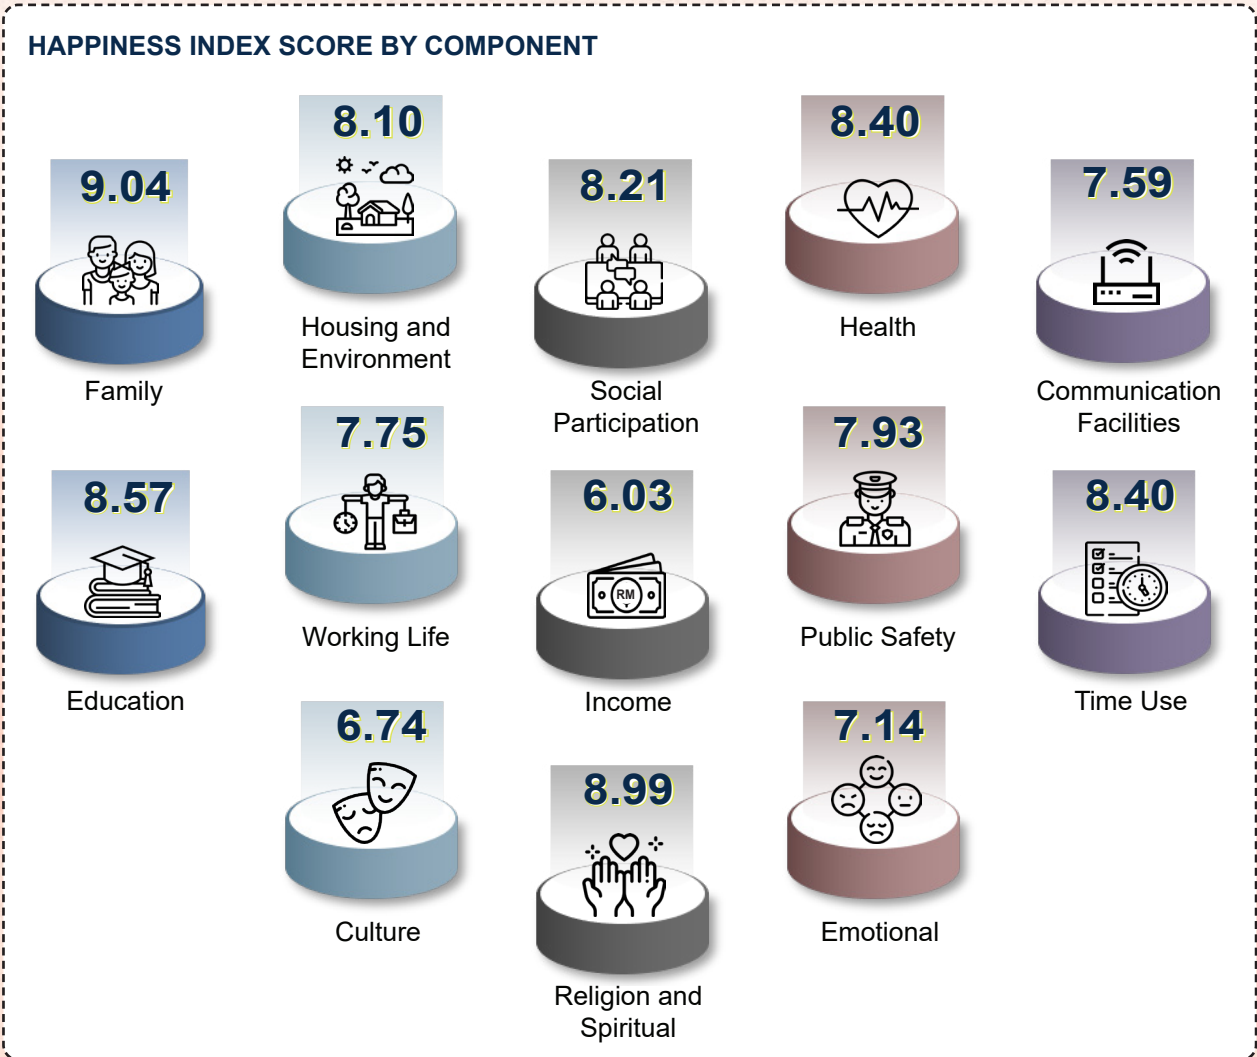 HAPPINESS INDEX SCORE BY COMPONENT
9.04
Family
8.10
Housing and
Environment
8.21
Social
Participation
8.40
Health
7.59
Communication
Facilities
8.57
Education
7.75
Working Life
6.03
RM
Income
7.93
Public Safety
8.40
Time Use
6.74
Culture
8.99
Religion and
Spiritual
7.14
Emotional